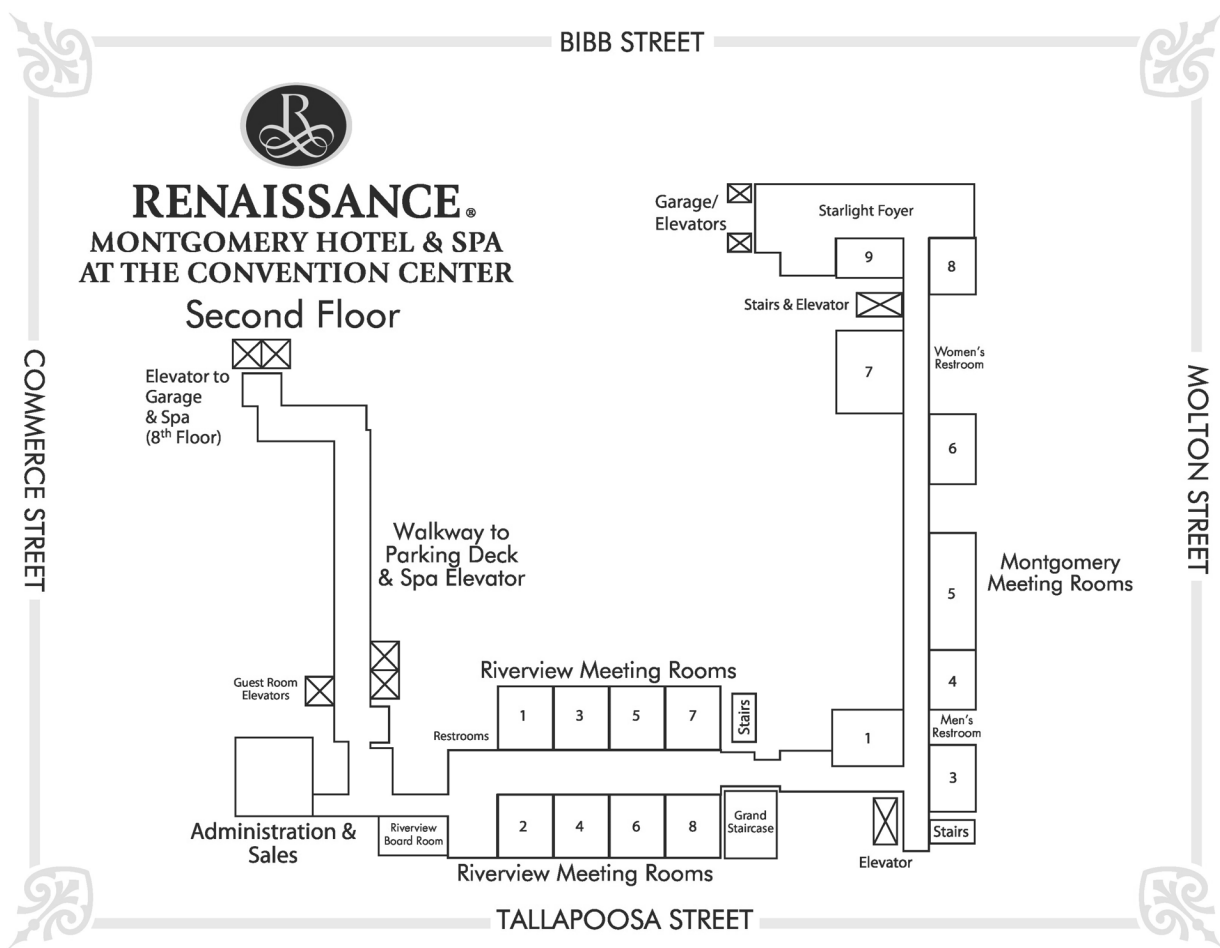 BIBB STREET
R
RENAISSANCE®
MONTGOMERY HOTEL & SPA
AT THE CONVENTION CENTER
Second Floor
COMMERCE STREET
MOLTON STREET
Garage/
Elevators
Starlight Foyer
9
8
Stairs & Elevator
7
Women's
Restroom
6
Elevator to
Garage
& Spa
(8th Floor)
Walkway to
Parking Deck
& Spa Elevator
5
Montgomery
Meeting Rooms
4
Men's
Restroom
1
3
Stairs
Elevator
Guest Room
Elevators
Riverview Meeting Rooms
Restrooms
1
3
5
7
Stairs
2
4
6
8
Grand
Staircase
Riverview
Board Room
Administration &
Sales
Riverview Meeting Rooms
TALLAPOOSA STREET